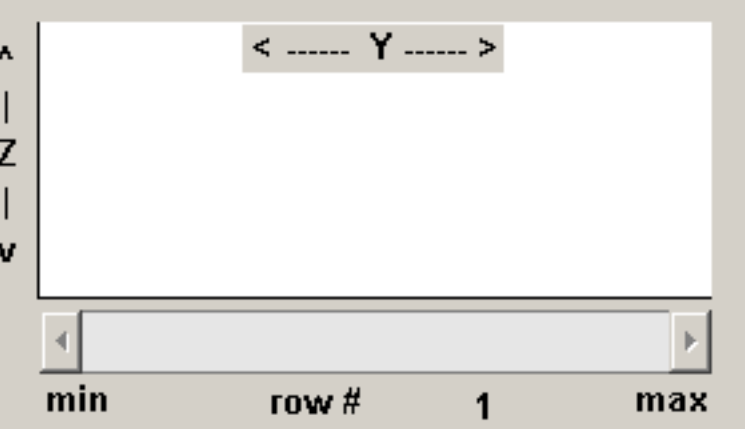 < ------ Y ------ >
^
|
Z
|
v
min row # 1 max